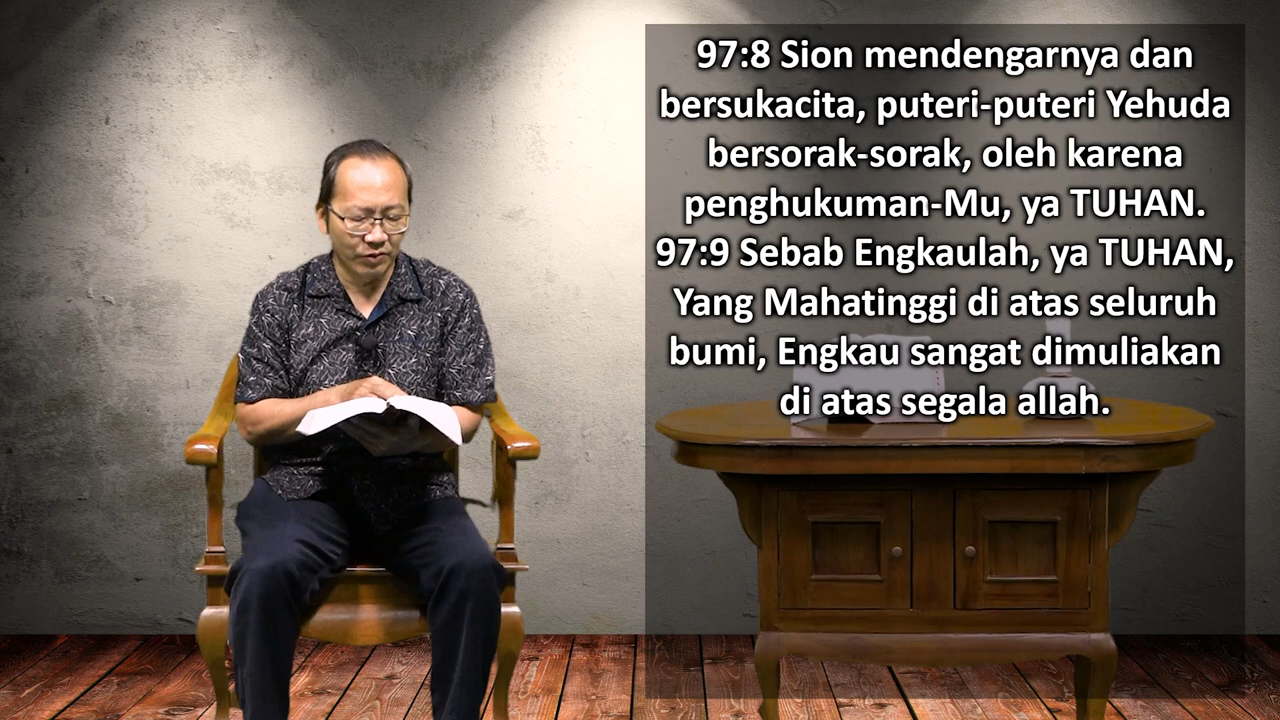 97:8 Sion mendengarnya dan
bersukacita, puteri-puteri Yehuda
bersorak-sorak, oleh karena
penghukuman-Mu, ya TUHAN.
97:9 Sebab Engkaulah, ya TUHAN,
Yang Mahatinggi di atas seluruh
bumi, Engkau sangat dimuliakan
di atas segala allah.